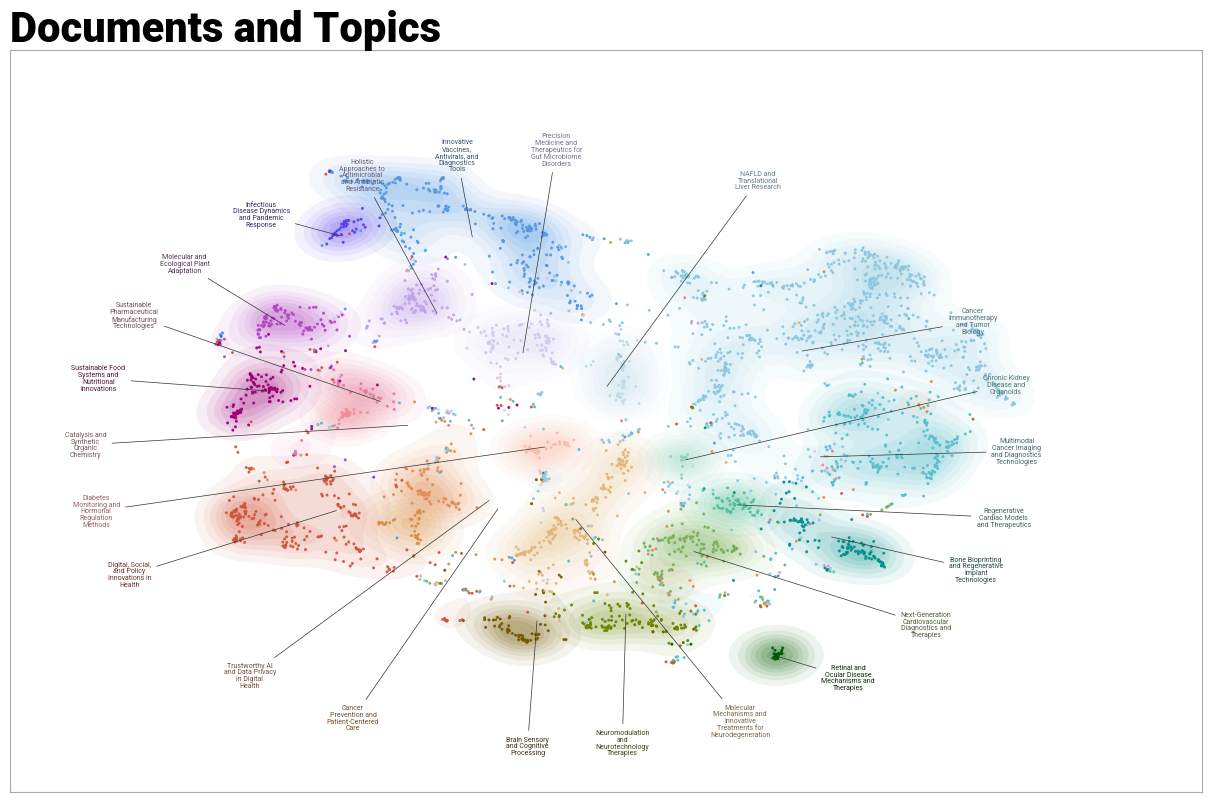 Documents and Topics
Innovative
Vaccines,
Antivirals, and
Diagnostics
Tools
Precision
Medicine and
Therapeutics for
Gut Microbiome
Disorders
Holistic
Approaches to
Antimicrobial
and Antibiotic
Resistance
NAFLD and
Translational
Liver Research
Infectious
Disease Dynamics
and Pandemic
Response
Molecular and
Ecological Plant
Adaptation
Sustainable
Pharmaceutical
Manufacturing
Technologies
Cancer
Immunotherapy
and Tumor
Biology
Sustainable Food
Systems and
Nutritional
Innovations
Chronic Kidney
Disease and
Organoids
Catalysis and
Synthetic
Organic
Chemistry
Multimodal
Cancer Imaging
and Diagnostics
Technologies
Diabetes
Monitoring and
Hormonal
Regulation
Methods
Regenerative
Cardiac Models
and Therapeutics
Digital, Social,
and Policy
Innovations in
Health
Bone Bioprinting
and Regenerative
Implant
Technologies
Next-Generation
Cardiovascular
Diagnostics and
Therapies
Trustworthy AI
and Data Privacy
in Digital
Health
Retinal and
Ocular Disease
Mechanisms and
Therapies
Cancer
Prevention and
Patient-Centered
Care
Molecular
Mechanisms and
Innovative
Treatments for
Neurodegeneration
Brain Sensory
and Cognitive
Processing
Neuromodulation
and
Neurotechnology
Therapies